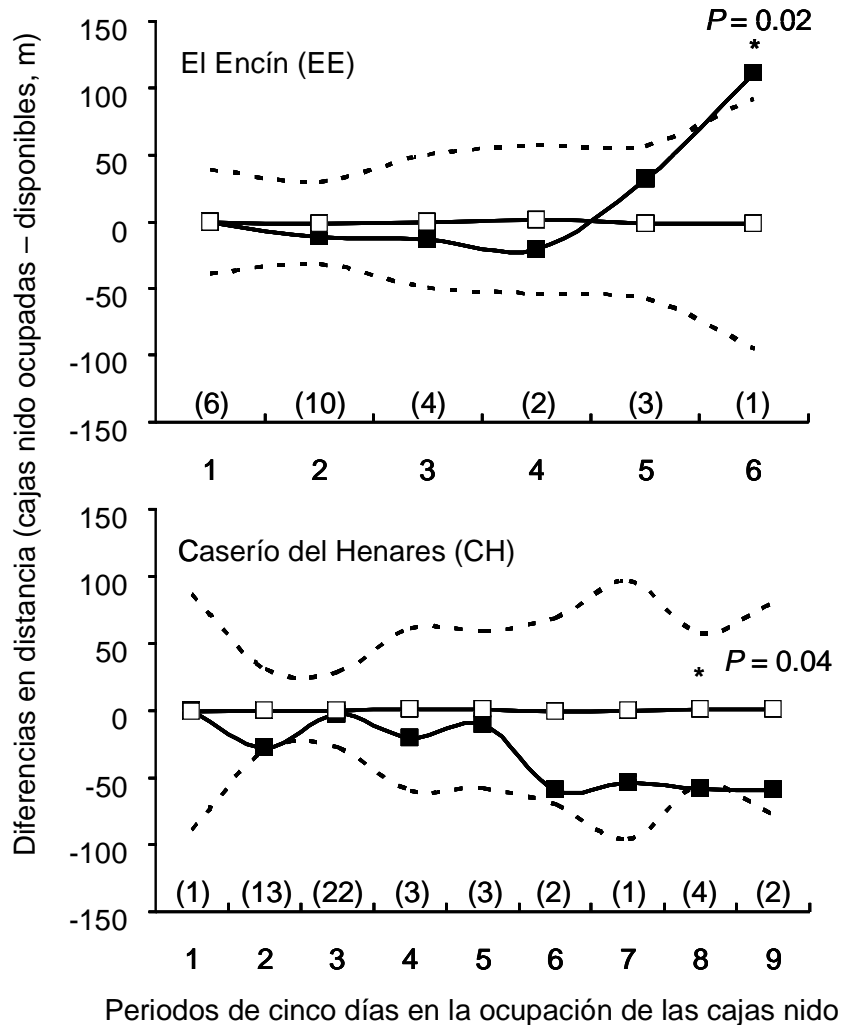 Diferencias en distancia (cajas nido ocupadas – disponibles, m)
P = 0.02
*
El Encín (EE)
150
100
50
0
-50
-100
-150
(6) (10) (4) (2) (3) (1)
1 2 3 4 5 6
Caserío del Henares (CH)
150
100
50
0
-50
-100
-150
* P = 0.04
(1) (13) (22) (3) (3) (2) (1) (4) (2)
1 2 3 4 5 6 7 8 9
Periodos de cinco días en la ocupación de las cajas nido